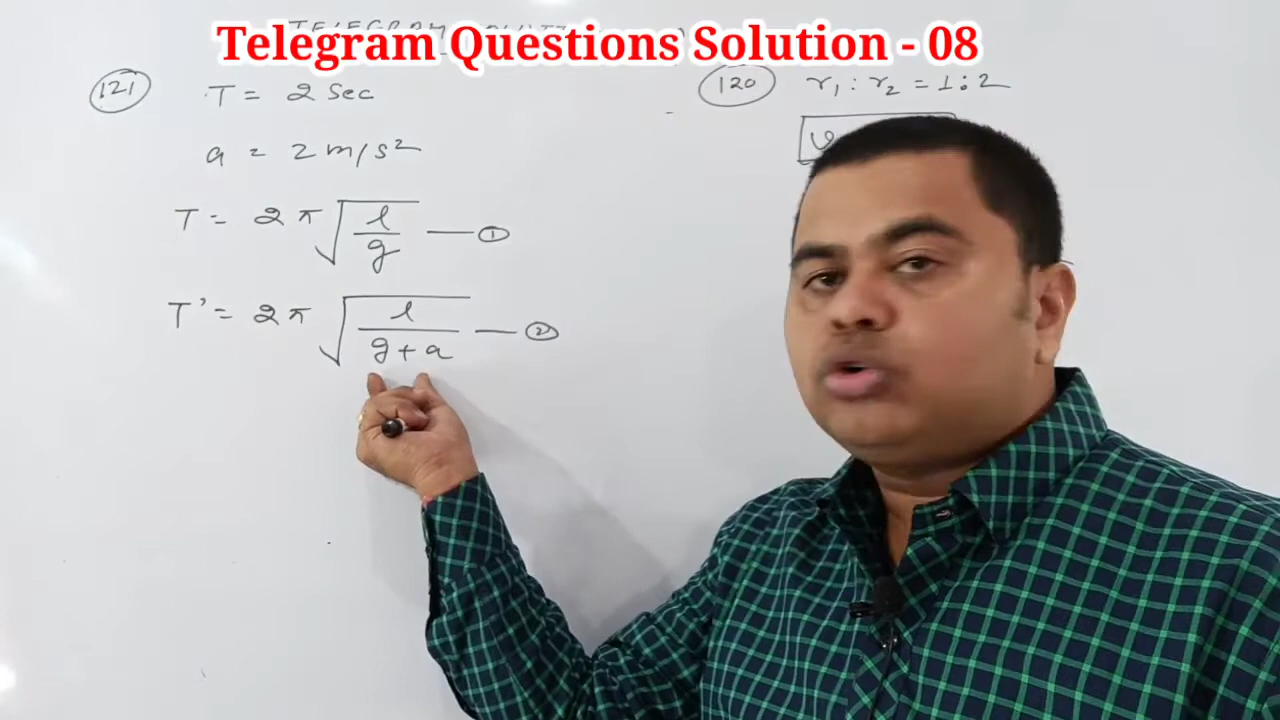 Telegram Questions Solution - 08
121
T = 2 Sec
a = 2 m/s²
T = 2π √(l/g) — ①
T' = 2π √(l/(g+a)) — ②
120
r₁ : r₂ = 1:2